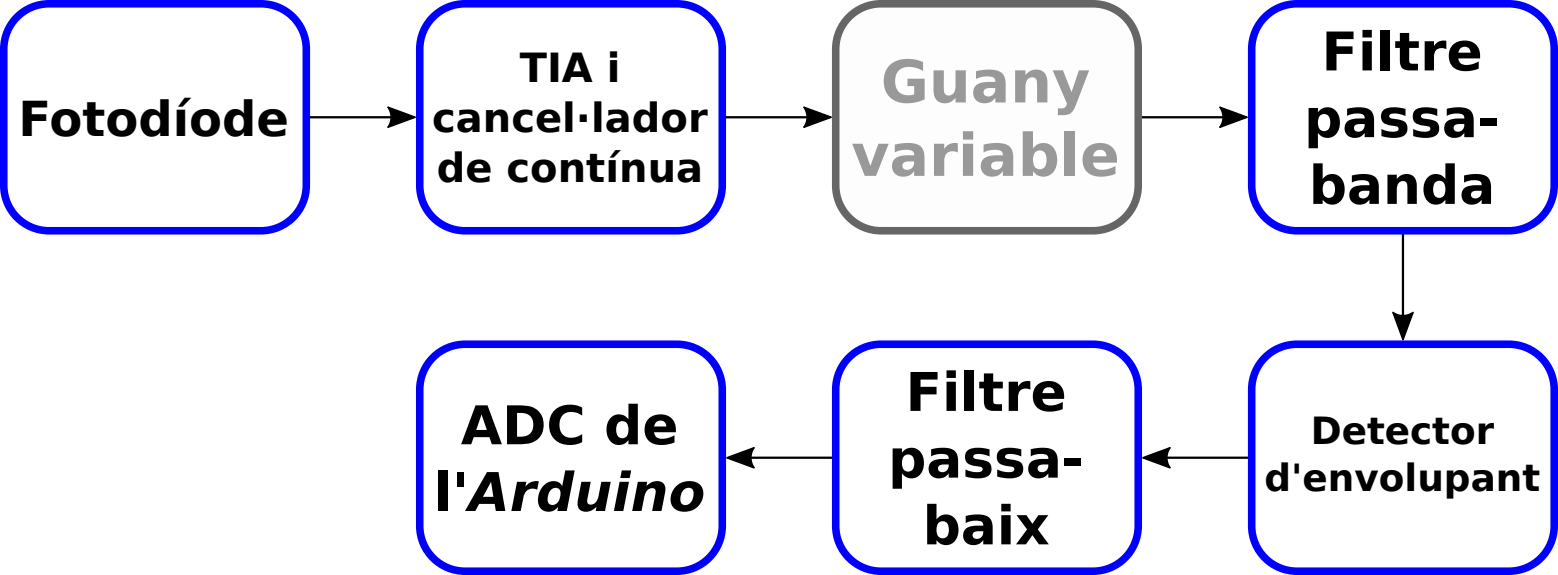 Fotodíode
TIA i
cancel·lador
de contínua
Guany
variable
Filtre
passa-
banda
Detector
d'envolupant
Filtre
passa-
baix
ADC de
l'Arduino